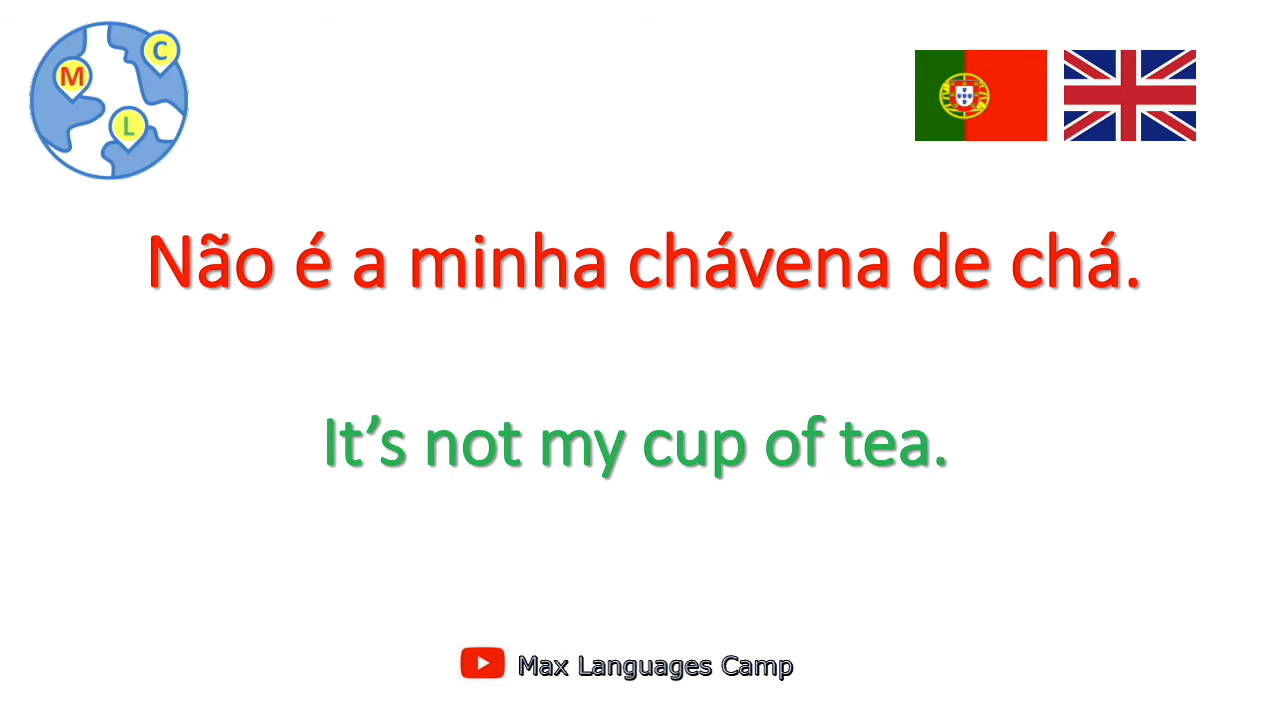 C
M
L
Não é a minha chávena de chá.
It’s not my cup of tea.
Max Languages Camp